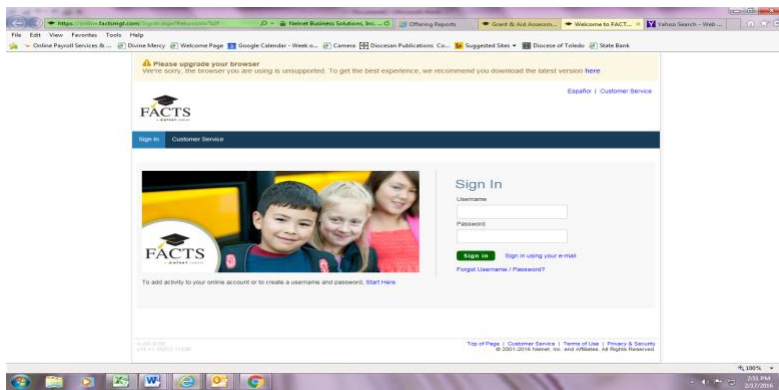 https://online.factsmgt.com
Nelnet Business Solutions, Inc...
Offering Reports
Grant & Aid Assessm...
Welcome to FACT...
Yahoo Search - Web ...
File Edit View Favorites Tools Help
Online Payroll Services &... Divine Mercy Welcome Page Google Calendar - Week o... Camera Diocesan Publications Co... Suggested Sites Diocese of Toledo State Bank
Please upgrade your browser
We're sorry, the browser you are using is unsupported. To get the best experience, we recommend you download the latest version here
Español | Customer Service
FACTS
Sign In Customer Service
Sign In
Username
Password
Sign in Sign in using your e-mail
Forgot Username / Password?
FACTS
To add activity to your online account or to create a username and password, Start Here
Top of Page | Customer Service | Terms of Use | Privacy & Security
© 2001-2016 Nelnet, Inc. and Affiliates. All Rights Reserved.
100%
2:51 PM
2/17/2016